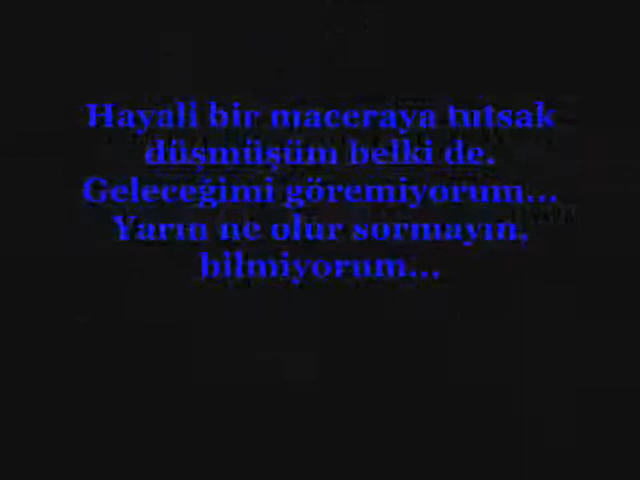 Hayali bir maceraya tutsak
düşmüşüm belki de.
Geleceğimi göremiyorum...
Yarın ne olur sormayın,
bilmiyorum...